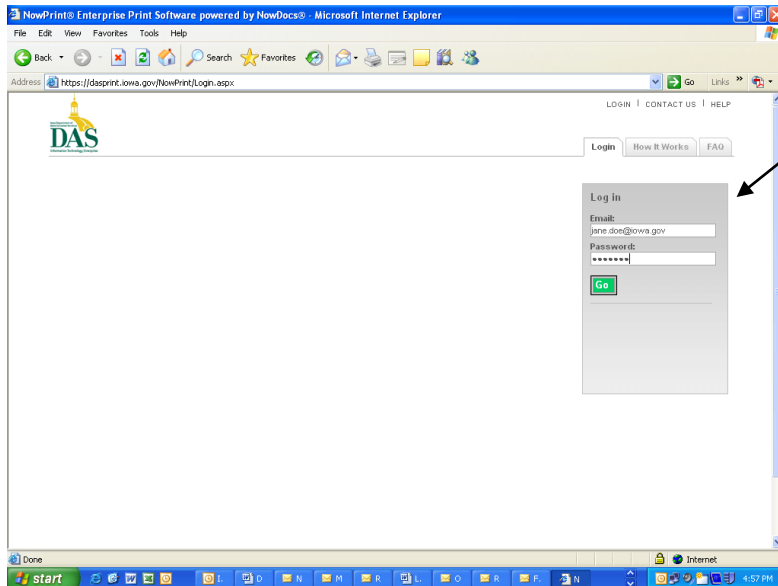 NowPrint® Enterprise Print Software powered by NowDocs® - Microsoft Internet Explorer
File Edit View Favorites Tools Help
Back Search Favorites
Address https://dasprint.iowa.gov/NowPrint/Login.aspx Go Links »
LOGIN | CONTACT US | HELP
DAS
Login How It Works FAQ
Log in
Email:
jane.doe@iowa.gov
Password:
•••••••
Go
Done Internet
start I. D N M R L. O R F. N 4:57 PM